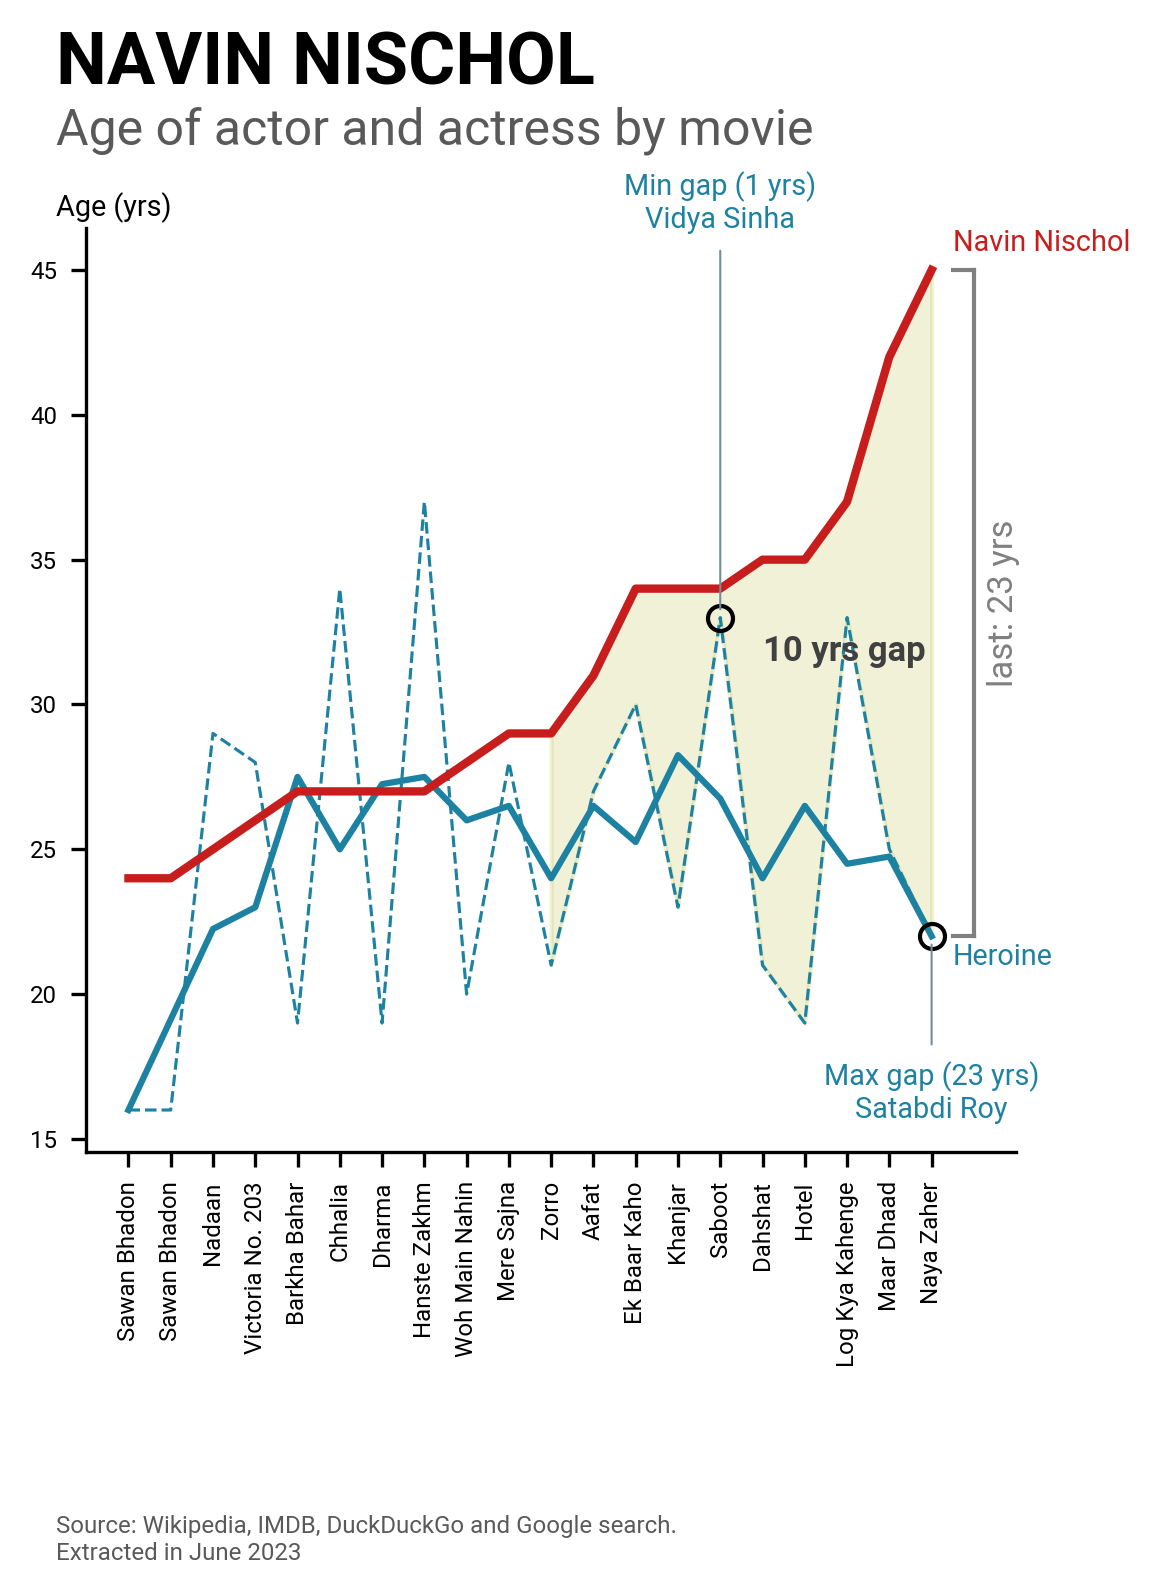 NAVIN NISCHOL
Age of actor and actress by movie
Min gap (1 yrs)
Vidya Sinha
Age (yrs)
Navin Nischol
45
40
35
30
25
20
15
10 yrs gap
last: 23 yrs
Heroine
Max gap (23 yrs)
Satabdi Roy
Sawan Bhadon
Sawan Bhadon
Nadaan
Victoria No. 203
Barkha Bahar
Chhalia
Dharma
Hanste Zakhm
Woh Main Nahin
Mere Sajna
Zorro
Aafat
Ek Baar Kaho
Khanjar
Saboot
Dahshat
Hotel
Log Kya Kahenge
Maar Dhaad
Naya Zaher
Source: Wikipedia, IMDB, DuckDuckGo and Google search.
Extracted in June 2023